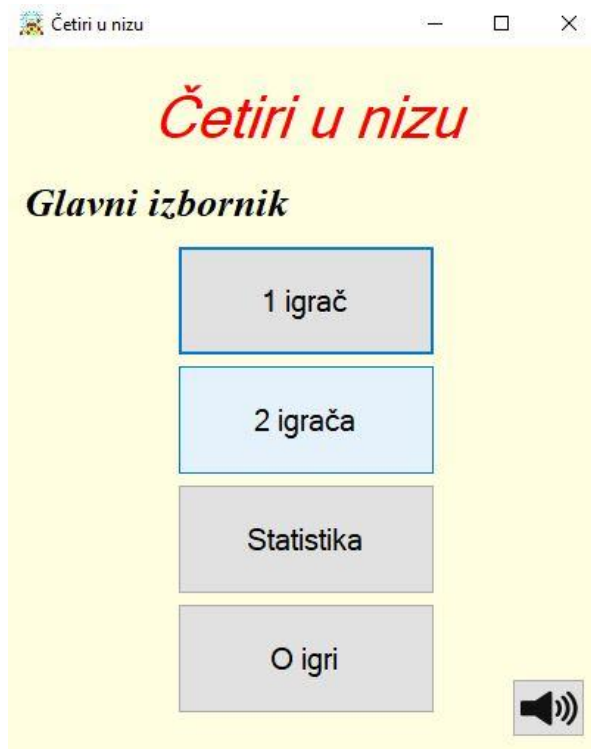 Četiri u nizu
Četiri u nizu
Glavni izbornik
1 igrač
2 igrača
Statistika
O igri